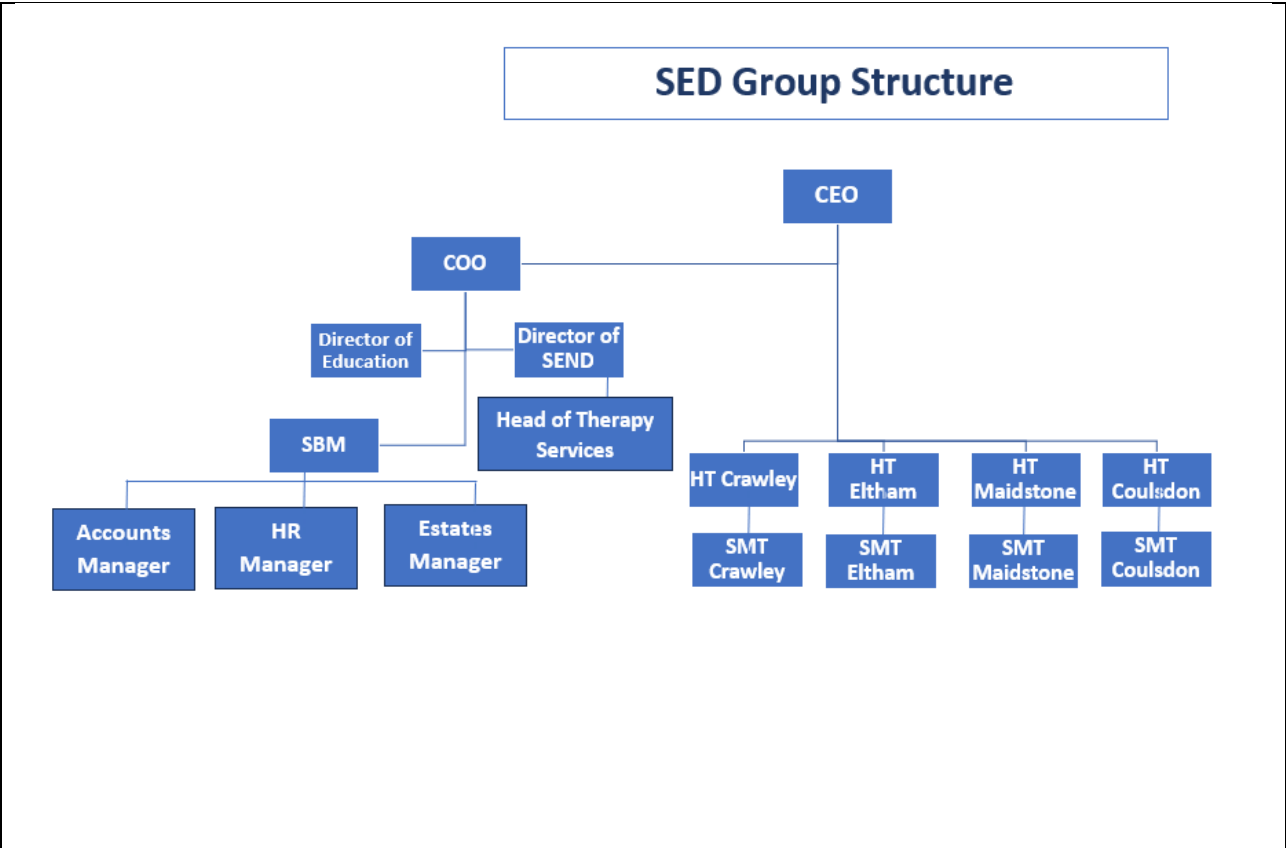 SED Group Structure
CEO
COO
Director of
Education
Director of
SEND
Head of Therapy
Services
SBM
Accounts
Manager
HR
Manager
Estates
Manager
HT Crawley
HT
Eltham
HT
Maidstone
HT
Coulsdon
SMT
Crawley
SMT
Eltham
SMT
Maidstone
SMT
Coulsdon